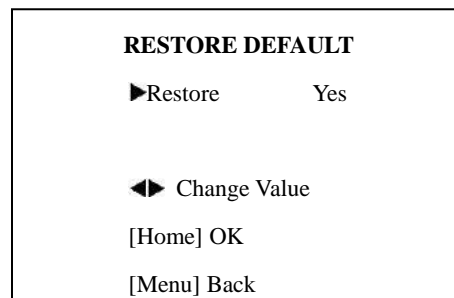 RESTORE DEFAULT
▶Restore Yes
◀▶ Change Value
[Home] OK
[Menu] Back